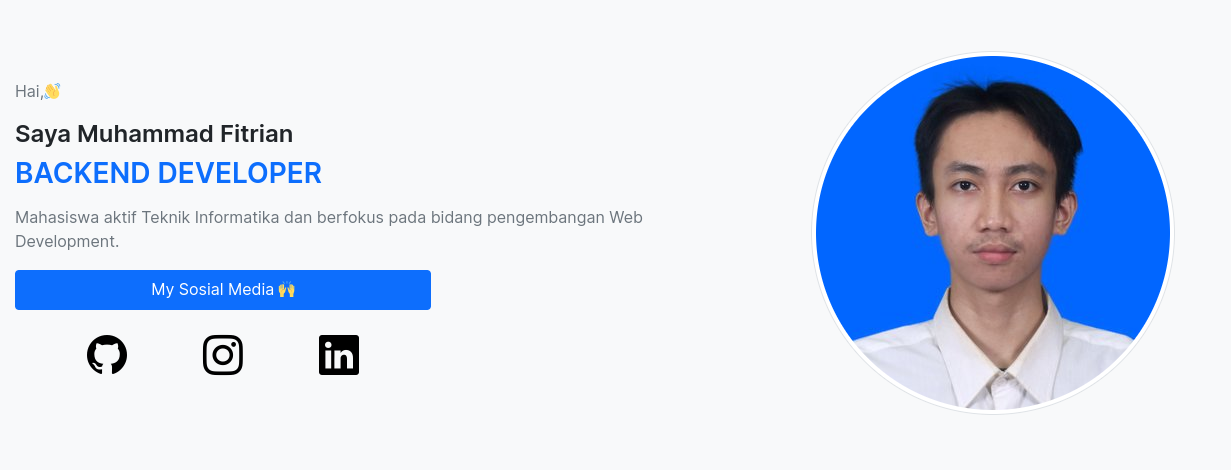 Hai,👋
Saya Muhammad Fitrian
BACKEND DEVELOPER
Mahasiswa aktif Teknik Informatika dan berfokus pada bidang pengembangan Web
Development.
My Sosial Media 🙌
in